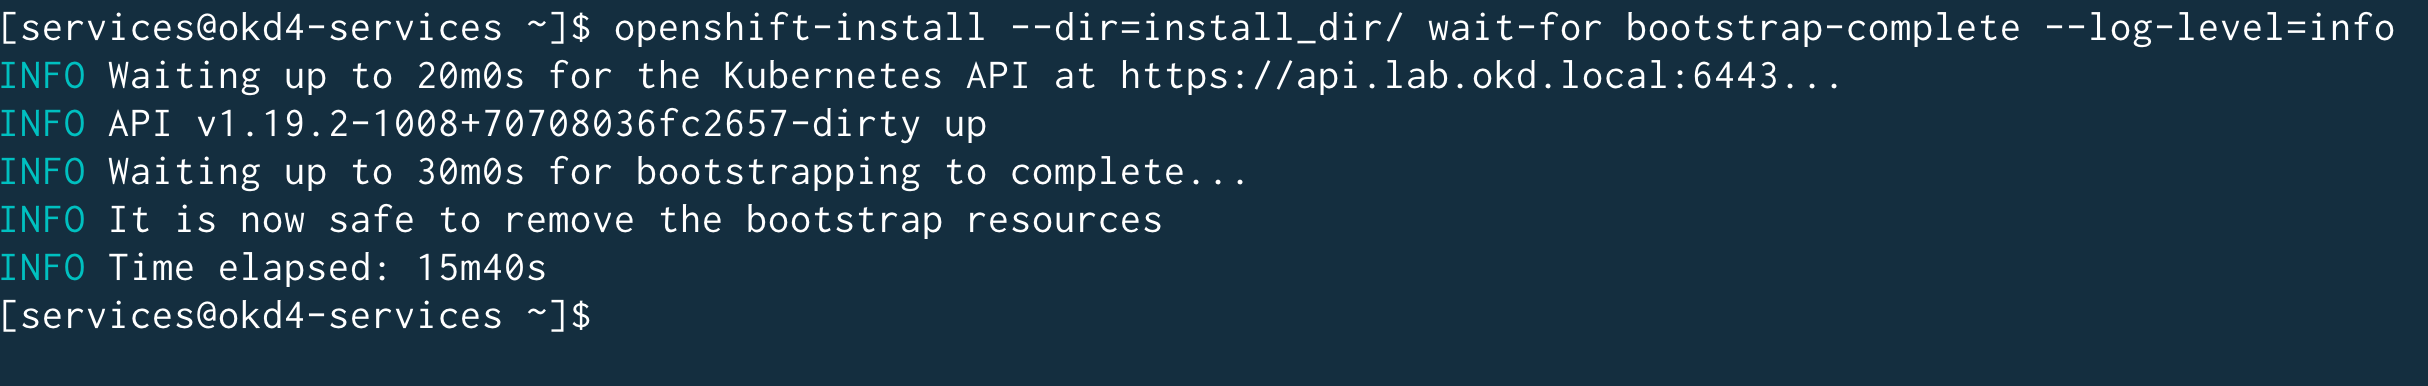 [services@okd4-services ~]$ openshift-install --dir=install_dir/ wait-for bootstrap-complete --log-level=info
INFO Waiting up to 20m0s for the Kubernetes API at https://api.lab.okd.local:6443...
INFO API v1.19.2-1008+70708036fc2657-dirty up
INFO Waiting up to 30m0s for bootstrapping to complete...
INFO It is now safe to remove the bootstrap resources
INFO Time elapsed: 15m40s
[services@okd4-services ~]$